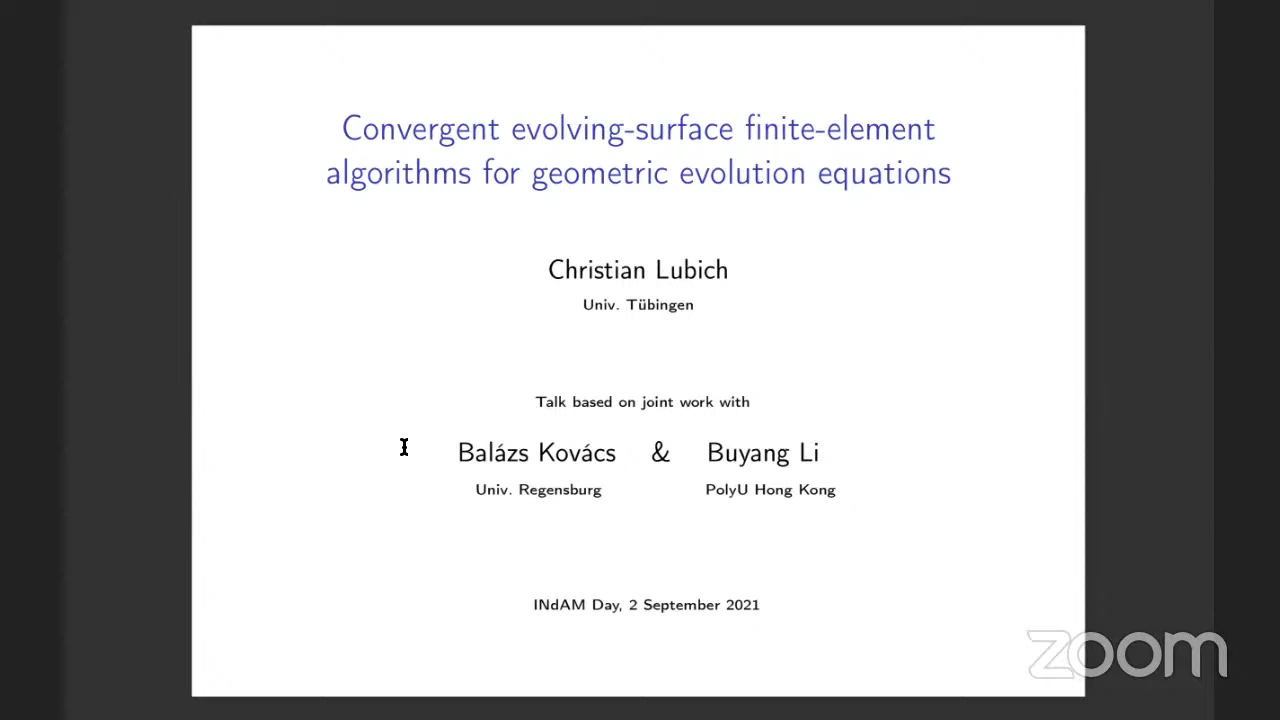 Convergent evolving-surface finite-element
algorithms for geometric evolution equations
Christian Lubich
Univ. Tübingen
Talk based on joint work with
Balázs Kovács & Buyang Li
Univ. Regensburg PolyU Hong Kong
INdAM Day, 2 September 2021
zoom